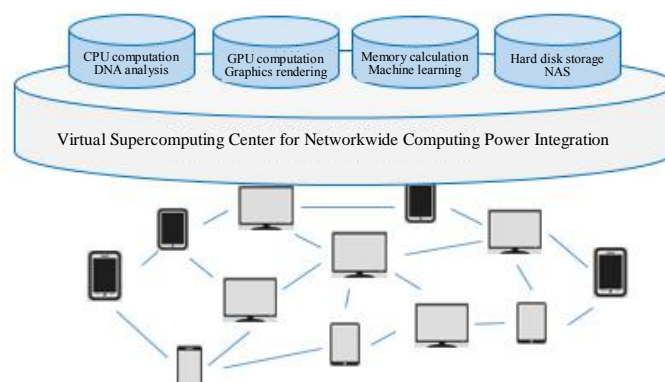 CPU computation
DNA analysis
GPU computation
Graphics rendering
Memory calculation
Machine learning
Hard disk storage
NAS
Virtual Supercomputing Center for Networkwide Computing Power Integration